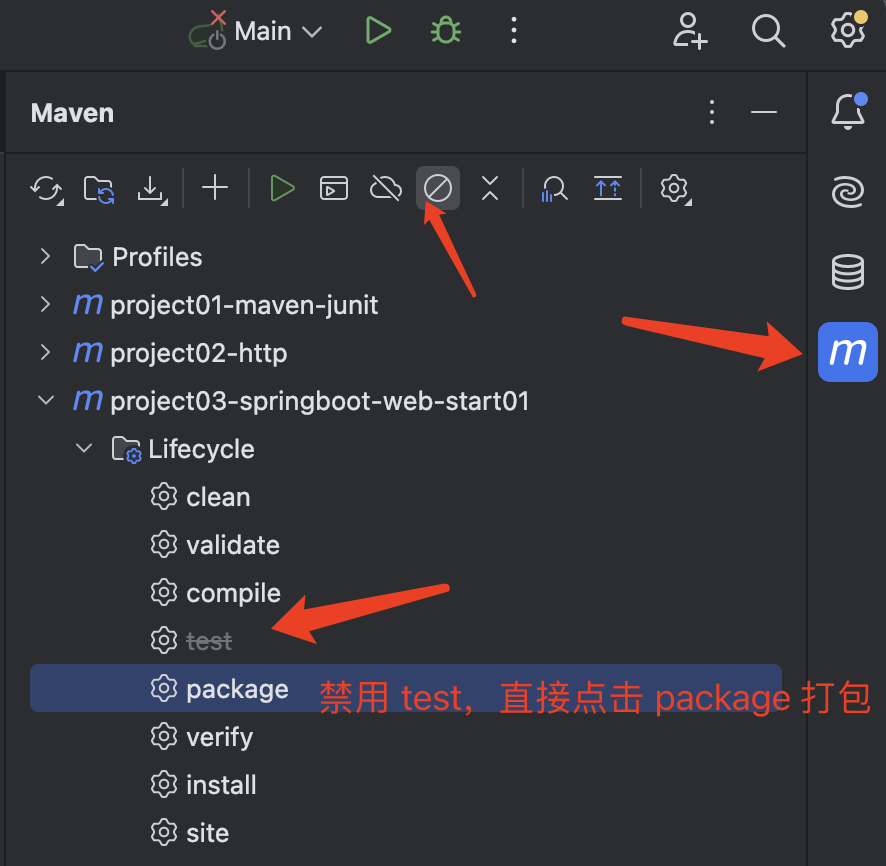 Main
Maven
Profiles
m project01-maven-junit
m project02-http
m project03-springboot-web-start01
m
Lifecycle
clean
validate
compile
test
package 禁用 test，直接点击 package 打包
verify
install
site